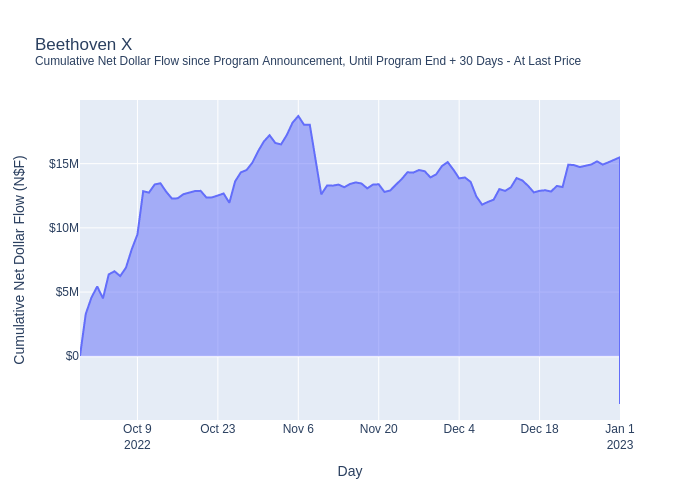 Beethoven X
Cumulative Net Dollar Flow since Program Announcement, Until Program End + 30 Days - At Last Price
Cumulative Net Dollar Flow (N$F)
$15M
$10M
$5M
$0
Oct 9
2022
Oct 23
Nov 6
Nov 20
Dec 4
Dec 18
Jan 1
2023
Day